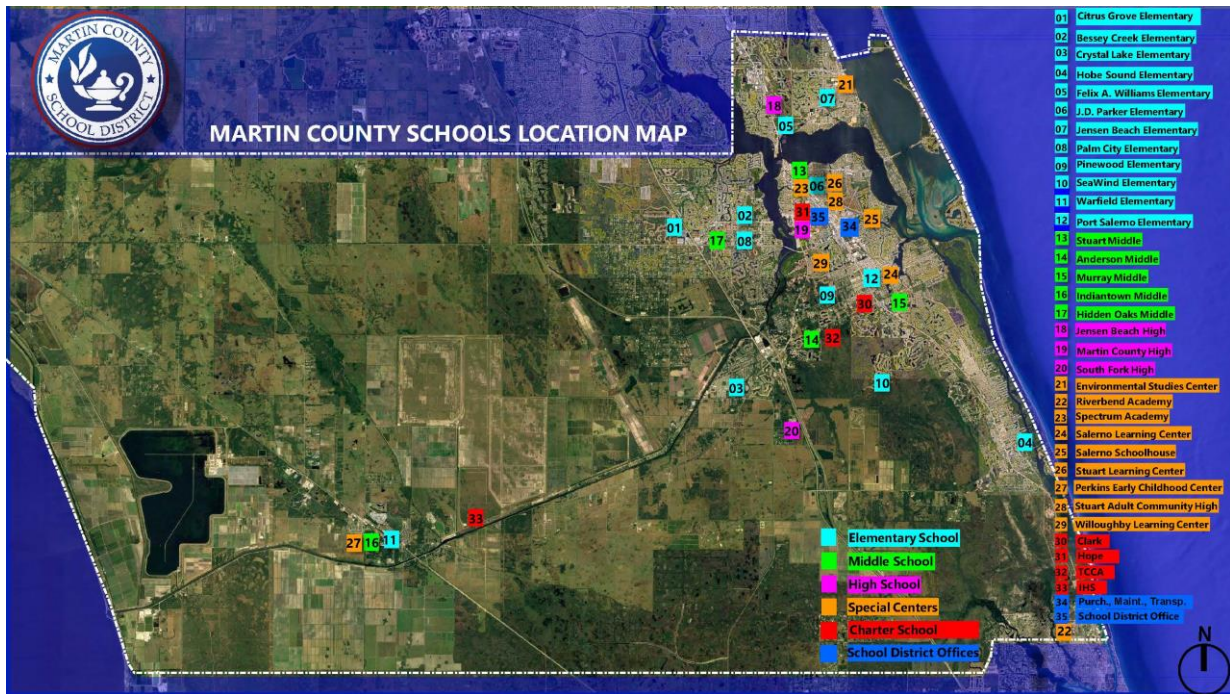 MARTIN COUNTY
SCHOOL DISTRICT
MARTIN COUNTY SCHOOLS LOCATION MAP
21
07
18
05
13
23
06
26
28
31
35
25
02
01
19
34
17
08
29
24
12
09
30
15
14
32
03
10
20
04
33
27
16
11
Elementary School
Middle School
High School
Special Centers
Charter School
School District Offices
01 Citrus Grove Elementary
02 Bessey Creek Elementary
03 Crystal Lake Elementary
04 Hobe Sound Elementary
05 Felix A. Williams Elementary
06 J.D. Parker Elementary
07 Jensen Beach Elementary
08 Palm City Elementary
09 Pinewood Elementary
10 SeaWind Elementary
11 Warfield Elementary
12 Port Salerno Elementary
13 Stuart Middle
14 Anderson Middle
15 Murray Middle
16 Indiantown Middle
17 Hidden Oaks Middle
18 Jensen Beach High
19 Martin County High
20 South Fork High
21 Environmental Studies Center
22 Riverbend Academy
23 Spectrum Academy
24 Salerno Learning Center
25 Salerno Schoolhouse
26 Stuart Learning Center
27 Perkins Early Childhood Center
28 Stuart Adult Community High
29 Willoughby Learning Center
30 Clark
31 Hope
32 TCCA
33 IHS
34 Purch., Maint., Transp.
35 School District Office
22
N